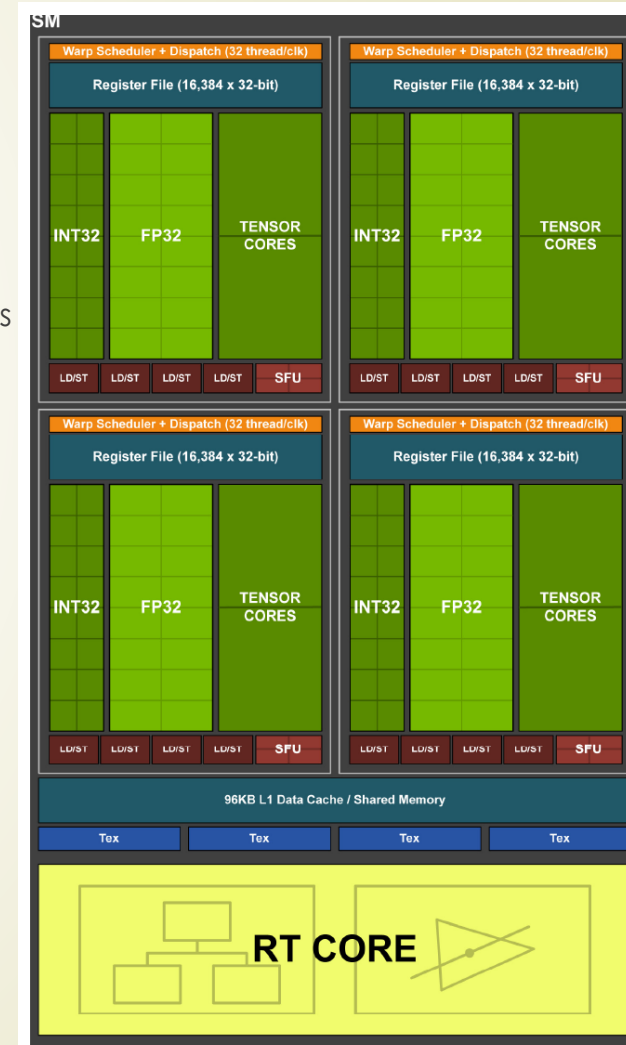 SM
Warp Scheduler + Dispatch (32 thread/clk)
Register File (16,384 x 32-bit)
INT32
FP32
TENSOR
CORES
LD/ST LD/ST LD/ST LD/ST SFU
Warp Scheduler + Dispatch (32 thread/clk)
Register File (16,384 x 32-bit)
INT32
FP32
TENSOR
CORES
LD/ST LD/ST LD/ST LD/ST SFU
s
Warp Scheduler + Dispatch (32 thread/clk)
Register File (16,384 x 32-bit)
INT32
FP32
TENSOR
CORES
LD/ST LD/ST LD/ST LD/ST SFU
Warp Scheduler + Dispatch (32 thread/clk)
Register File (16,384 x 32-bit)
INT32
FP32
TENSOR
CORES
LD/ST LD/ST LD/ST LD/ST SFU
96KB L1 Data Cache / Shared Memory
Tex Tex Tex Tex
RT CORE